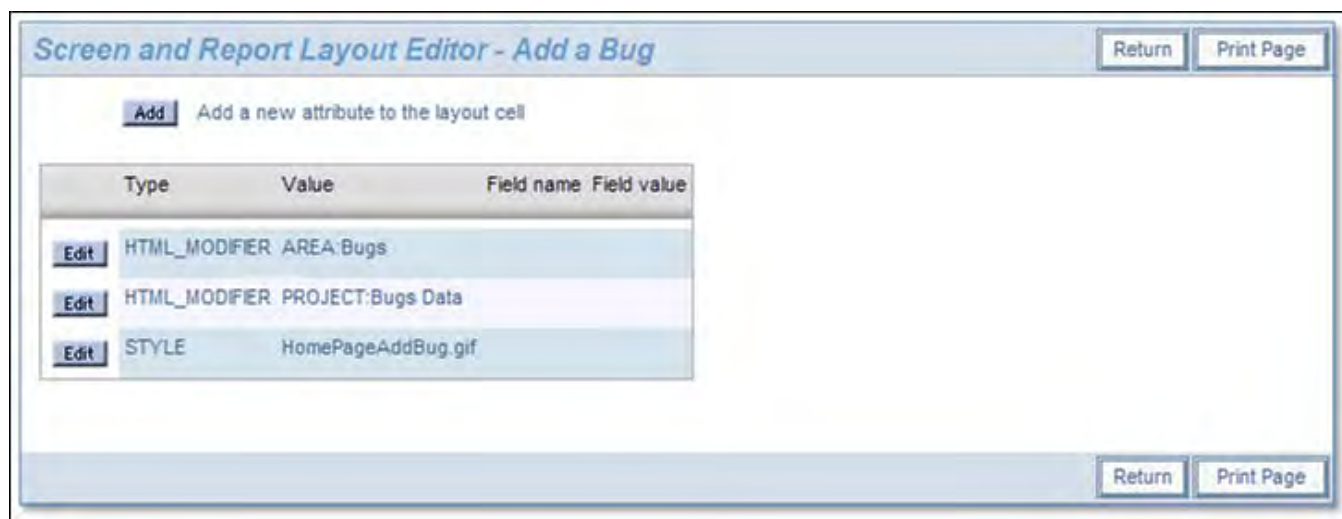 Screen and Report Layout Editor - Add a Bug Return Print Page
Add Add a new attribute to the layout cell
Type Value Field name Field value
Edit HTML_MODIFIER AREA:Bugs
Edit HTML_MODIFIER PROJECT:Bugs Data
Edit STYLE HomePageAddBug.gif
Return Print Page